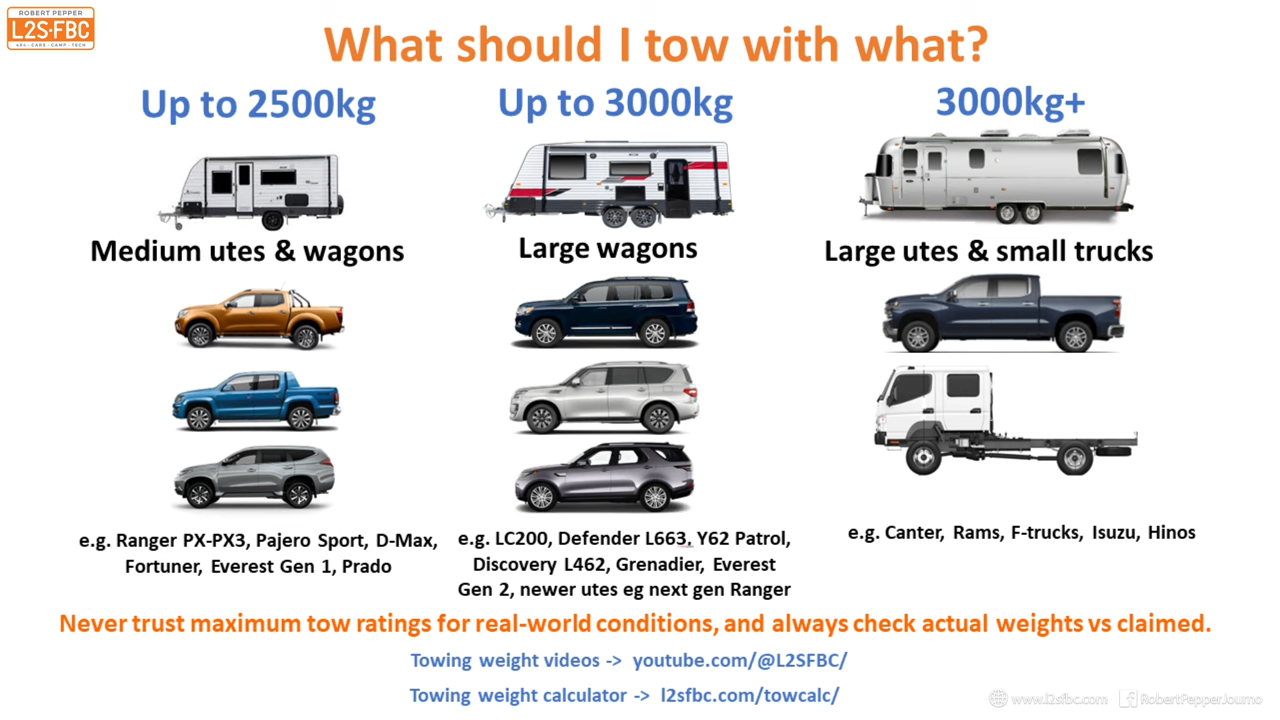 ROBERT PEPPER
L2S•FBC
4X4 - CARS - CAMP - TECH
What should I tow with what?
Up to 2500kg
Up to 3000kg
3000kg+
Medium utes & wagons
Large wagons
Large utes & small trucks
e.g. Ranger PX-PX3, Pajero Sport, D-Max,
Fortuner, Everest Gen 1, Prado
e.g. LC200, Defender L663, Y62 Patrol,
Discovery L462, Grenadier, Everest
Gen 2, newer utes eg next gen Ranger
e.g. Canter, Rams, F-trucks, Isuzu, Hinos
Never trust maximum tow ratings for real-world conditions, and always check actual weights vs claimed.
Towing weight videos -> youtube.com/@L2SFBC/
Towing weight calculator -> l2sfbc.com/towcalc/
www.l2sfbc.com
RobertPepperJourno